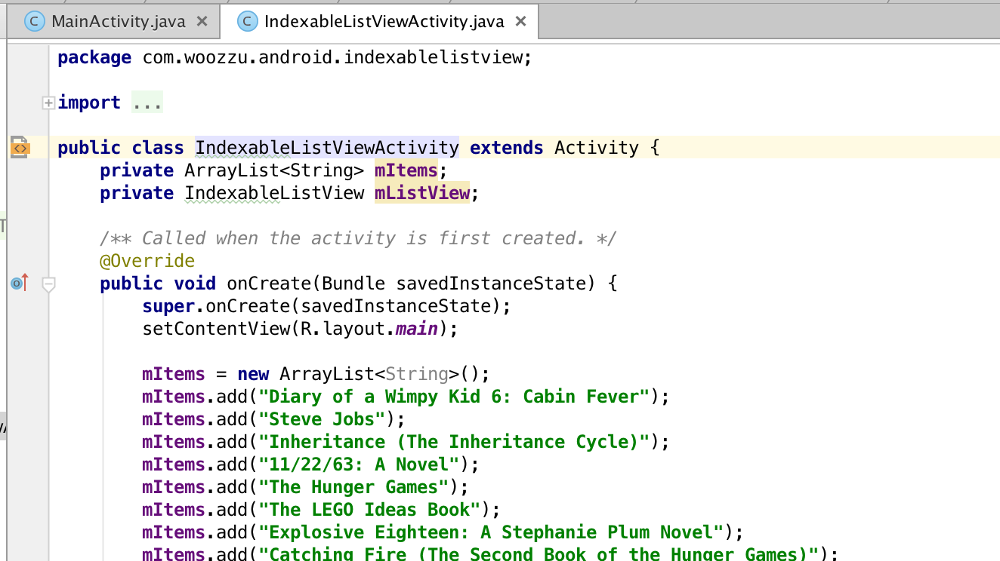 MainActivity.java
IndexableListViewActivity.java
package com.woozzu.android.indexablelistview;
import ...
public class IndexableListViewActivity extends Activity {
private ArrayList<String> mItems;
private IndexableListView mListView;
/** Called when the activity is first created. */
@Override
public void onCreate(Bundle savedInstanceState) {
super.onCreate(savedInstanceState);
setContentView(R.layout.main);
mItems = new ArrayList<String>();
mItems.add("Diary of a Wimpy Kid 6: Cabin Fever");
mItems.add("Steve Jobs");
mItems.add("Inheritance (The Inheritance Cycle)");
mItems.add("11/22/63: A Novel");
mItems.add("The Hunger Games");
mItems.add("The LEGO Ideas Book");
mItems.add("Explosive Eighteen: A Stephanie Plum Novel");
mItems.add("Catching Fire (The Second Book of the Hunger Games)");